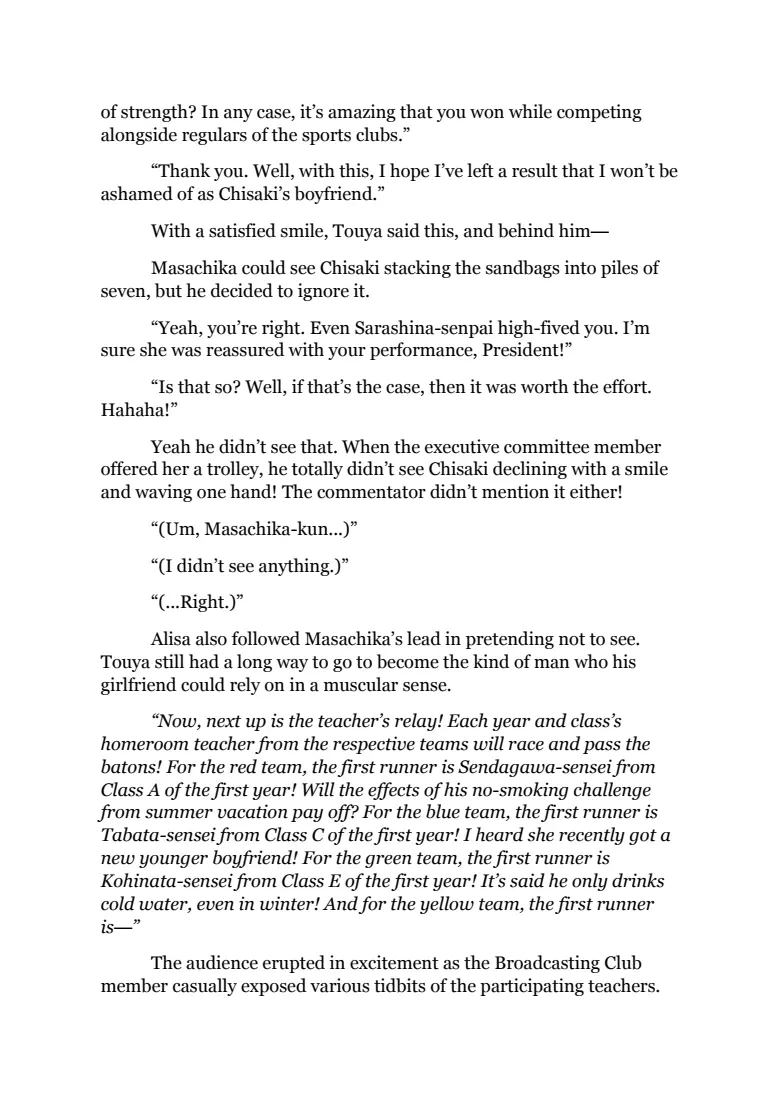 of strength? In any case, it’s amazing that you won while competing
alongside regulars of the sports clubs.”
“Thank you. Well, with this, I hope I’ve left a result that I won’t be
ashamed of as Chisaki’s boyfriend.”
With a satisfied smile, Touya said this, and behind him—
Masachika could see Chisaki stacking the sandbags into piles of
seven, but he decided to ignore it.
“Yeah, you’re right. Even Sarashina-senpai high-fived you. I’m
sure she was reassured with your performance, President!”
“Is that so? Well, if that’s the case, then it was worth the effort.
Hahaha!”
Yeah he didn’t see that. When the executive committee member
offered her a trolley, he totally didn’t see Chisaki declining with a smile
and waving one hand! The commentator didn’t mention it either!
“(Um, Masachika-kun...)”
“(I didn’t see anything.)”
“(...Right.)”
Alisa also followed Masachika’s lead in pretending not to see.
Touya still had a long way to go to become the kind of man who his
girlfriend could rely on in a muscular sense.
“Now, next up is the teacher’s relay! Each year and class’s
homeroom teacher from the respective teams will race and pass the
batons! For the red team, the first runner is Sendagawa-sensei from
Class A of the first year! Will the effects of his no-smoking challenge
from summer vacation pay off? For the blue team, the first runner is
Tabata-sensei from Class C of the first year! I heard she recently got a
new younger boyfriend! For the green team, the first runner is
Kohinata-sensei from Class E of the first year! It’s said he only drinks
cold water, even in winter! And for the yellow team, the first runner
is—”
The audience erupted in excitement as the Broadcasting Club
member casually exposed various tidbits of the participating teachers.